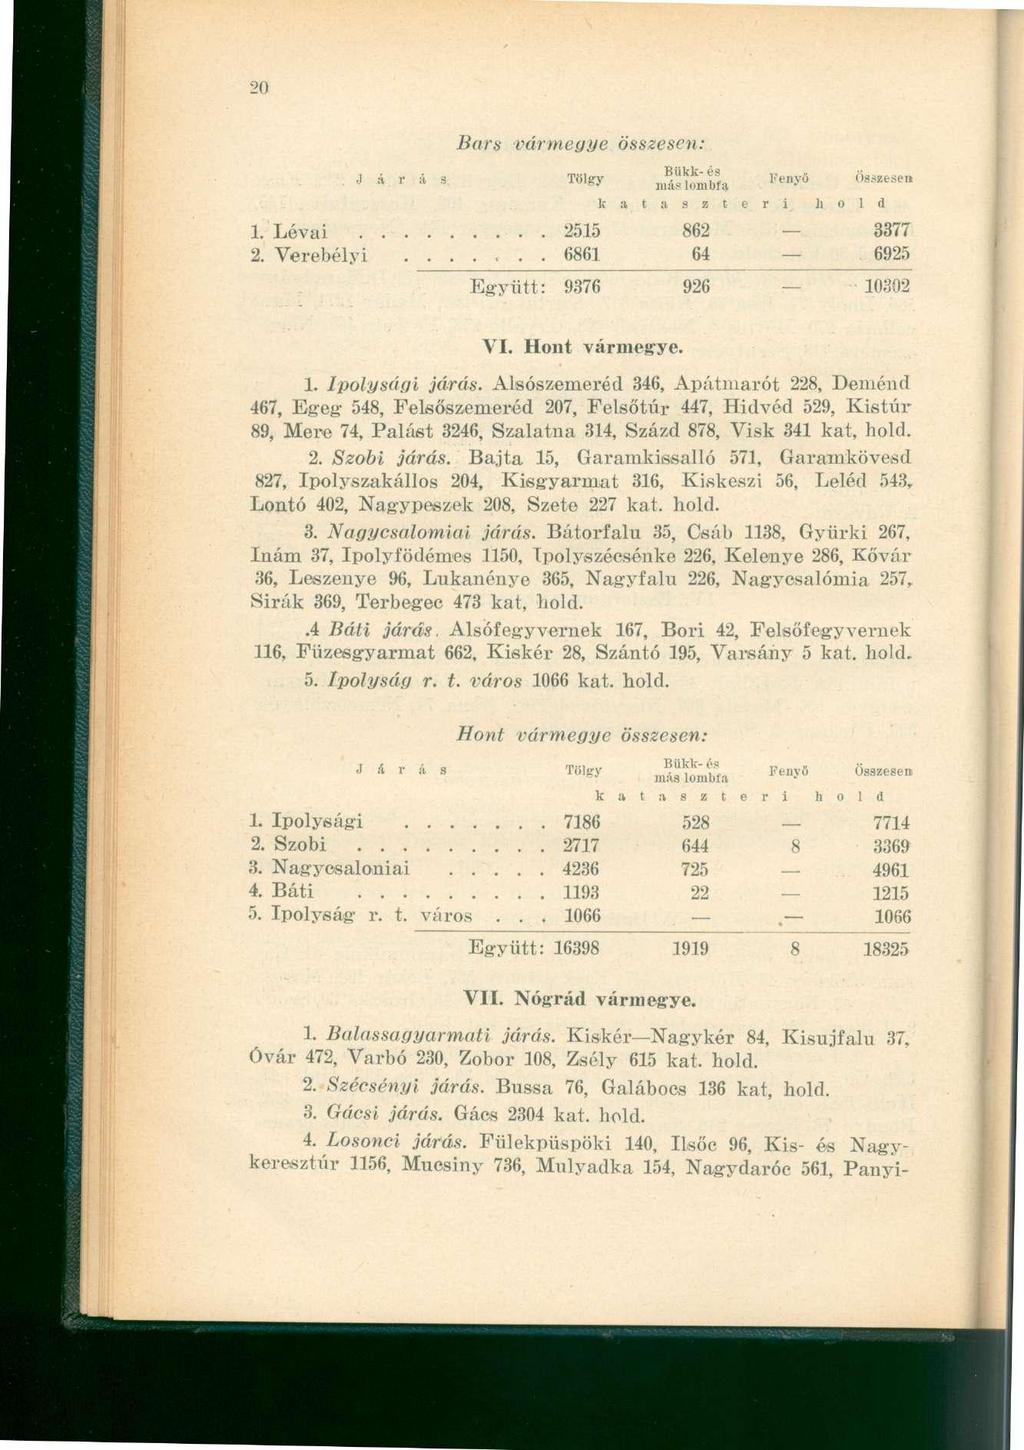 20
Bars vármegye összesen:
Járás Tölgy Bükk- és más lombfa Fenyő Összesen
kataszteri hold
1. Lévai . . . . . . . . . 2515 862 — 3377
2. Verebélyi . . . . . . . 6861 64 — 6925
Együtt: 9376 926 — 10302
VI. Hont vármegye.
1. Ipolysági járás. Alsószemeréd 346, Apátmarót 228, Deménd
467, Egeg 548, Felsőszemeréd 207, Felsőtúr 447, Hidvéd 529, Kistúr
89, Mere 74, Palást 3246, Szalatna 314, Százd 878, Visk 341 kat, hold.
2. Szobi járás. Bajta 15, Garamkissalló 571, Garamkövesd
827, Ipolyszakállos 204, Kisgyarmat 316, Kiskeszi 56, Leléd 543,
Lontó 402, Nagypeszek 208, Szete 227 kat. hold.
3. Nagycsalomiai járás. Bátorfalu 35, Csáb 1138, Gyürki 267,
Inám 37, Ipolyfödémes 1150, Ipolyszécsénke 226, Kelenye 286, Kővár
36, Leszenye 96, Lukanénye 365, Nagyfalu 226, Nagycsalómia 257,
Sirák 369, Terbegec 473 kat, hold.
.4 Báti járás. Alsófegyvernek 167, Bori 42, Felsőfegyvernek
116, Füzesgyarmat 662, Kiskér 28, Szántó 195, Varsány 5 kat. hold.
5. Ipolyság r. t. város 1066 kat. hold.
Hont vármegye összesen:
Járás Tölgy Bükk- és más lombfa Fenyő Összesen
kataszteri hold
1. Ipolysági . . . . . . . 7186 528 — 7714
2. Szobi . . . . . . . . . 2717 644 8 3369
3. Nagycsaloniai . . . . . 4236 725 — 4961
4. Báti . . . . . . . . . 1193 22 — 1215
5. Ipolyság r. t. város . . . 1066 — — 1066
Együtt: 16398 1919 8 18325
VII. Nógrád vármegye.
1. Balassagyarmati járás. Kiskér—Nagykér 84, Kisujfalu 37,
Óvár 472, Varbó 230, Zobor 108, Zsély 615 kat. hold.
2. Szécsényi járás. Bussa 76, Galábocs 136 kat, hold.
3. Gácsi járás. Gács 2304 kat. hold.
4. Losonci járás. Fülekpüspöki 140, Ilsőc 96, Kis- és Nagy-
keresztúr 1156, Mucsiny 736, Mulyadka 154, Nagydaróc 561, Panyi-